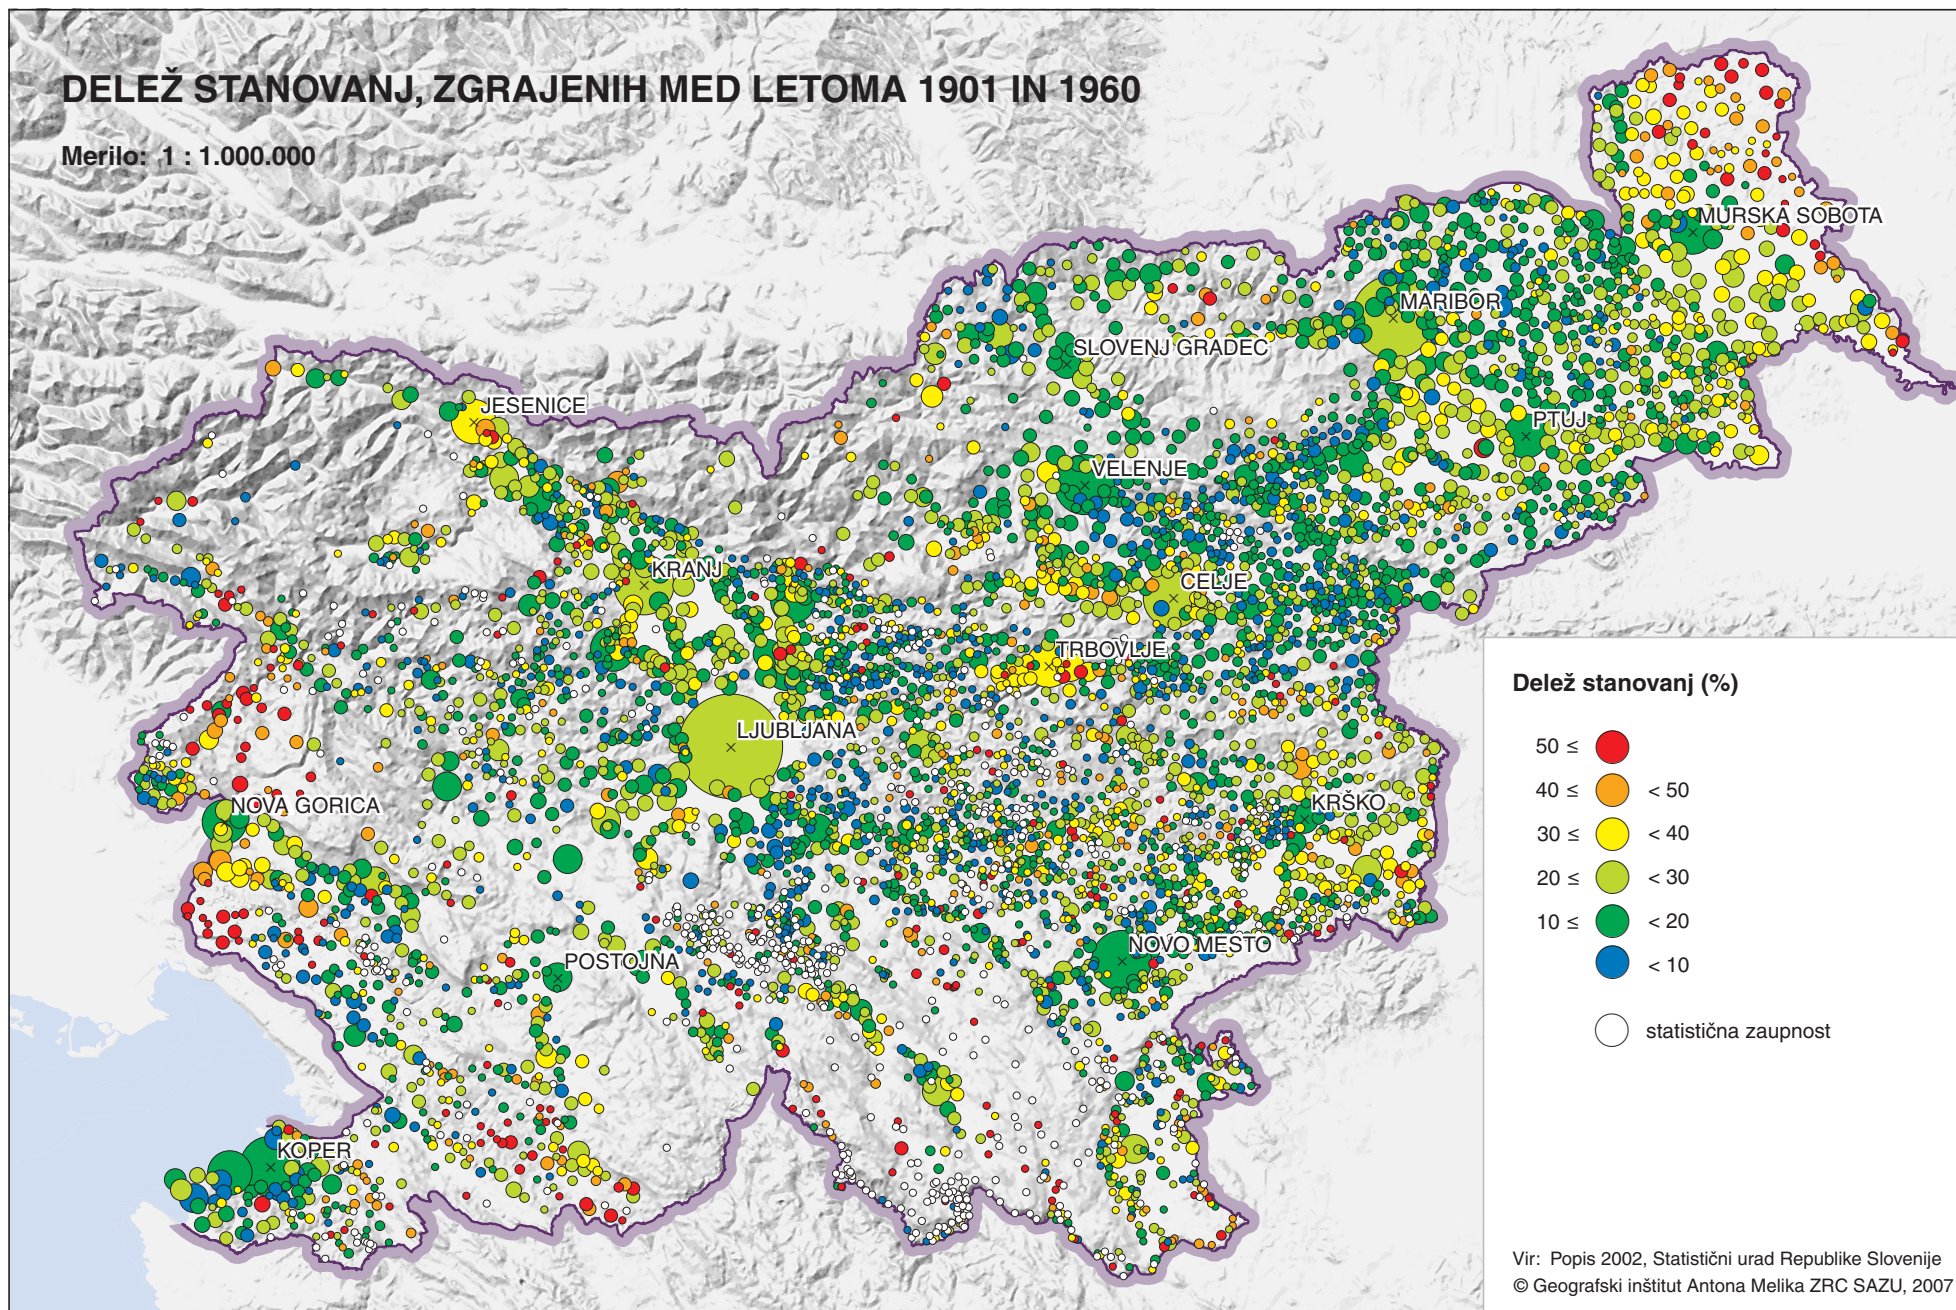 DELEŽ STANOVANJ, ZGRAJENIH MED LETOMA 1901 IN 1960
Merilo: 1 : 1.000.000
MURSKA SOBOTA
MARIBOR
SLOVENJ GRADEC
JESENICE
PTUJ
VELENJE
KRANJ
CELJE
TRBOVLJE
LJUBLJANA
NOVA GORICA
KRŠKO
NOVO MESTO
POSTOJNA
KOPER
Delež stanovanj (%)
50 ≤
40 ≤ < 50
30 ≤ < 40
20 ≤ < 30
10 ≤ < 20
< 10
statistična zaupnost
Vir: Popis 2002, Statistični urad Republike Slovenije
© Geografski inštitut Antona Melika ZRC SAZU, 2007